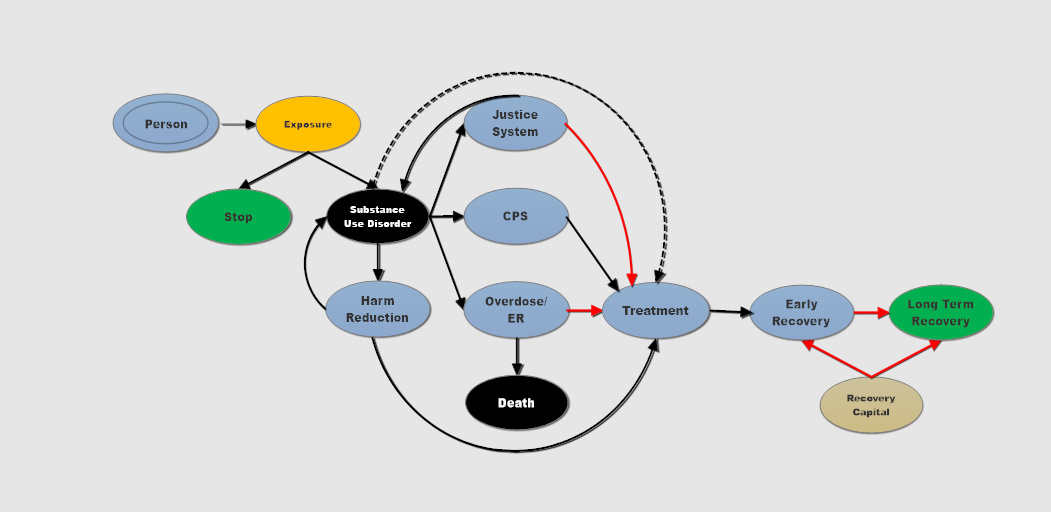 Person
Exposure
Stop
Substance
Use Disorder
Justice
System
CPS
Harm
Reduction
Overdose/
ER
Death
Treatment
Early
Recovery
Long Term
Recovery
Recovery
Capital